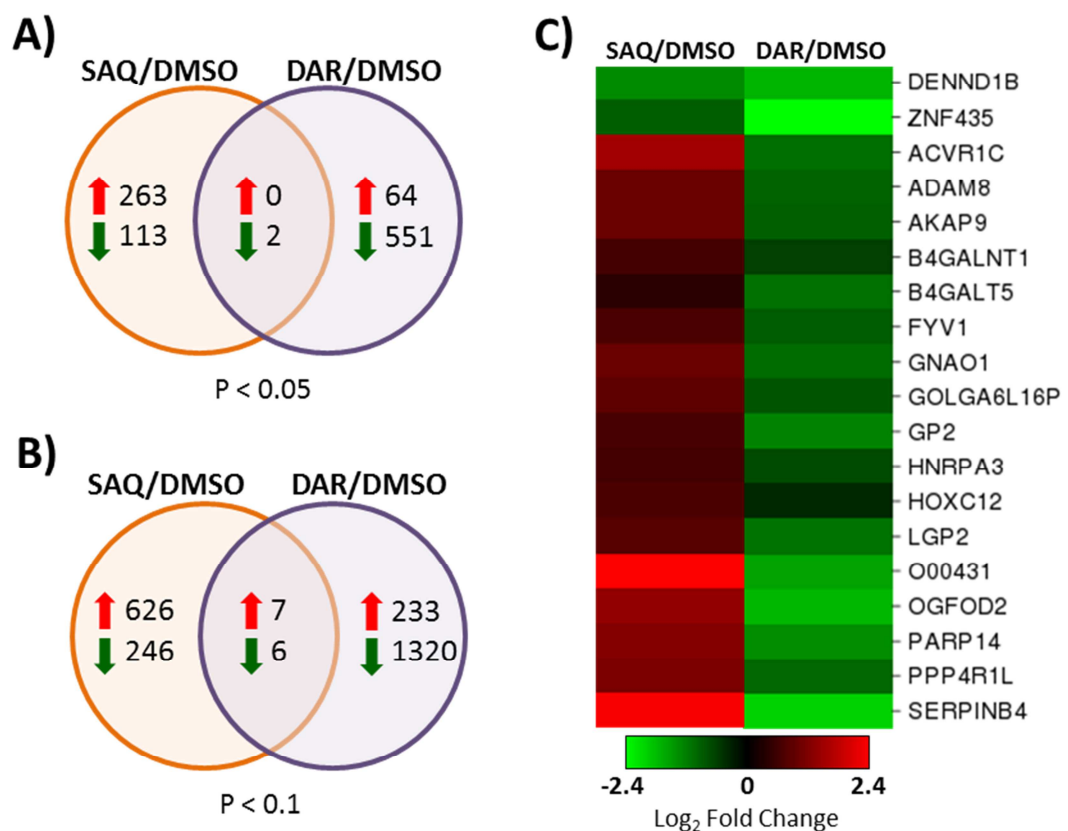 A)
SAQ/DMSO DAR/DMSO
263 0 64
113 2 551
P < 0.05
B)
SAQ/DMSO DAR/DMSO
626 7 233
246 6 1320
P < 0.1
C)
SAQ/DMSO DAR/DMSO
DENND1B
ZNF435
ACVR1C
ADAM8
AKAP9
B4GALNT1
B4GALT5
FYV1
GNAO1
GOLGA6L16P
GP2
HNRPA3
HOXC12
LGP2
O00431
OGFOD2
PARP14
PPP4R1L
SERPINB4
-2.4 0 2.4
Log₂ Fold Change